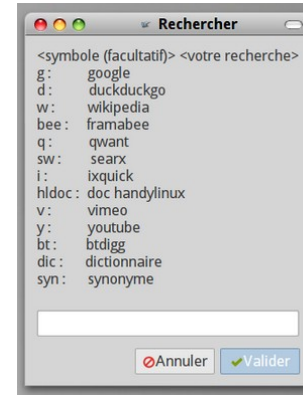 Rechercher
<symbole (facultatif)> <votre recherche>
g : google
d : duckduckgo
w : wikipedia
bee : framabee
q : qwant
sw : searx
i : ixquick
hldoc : doc handylinux
v : vimeo
y : youtube
bt : btdigg
dic : dictionnaire
syn : synonyme
Annuler Valider